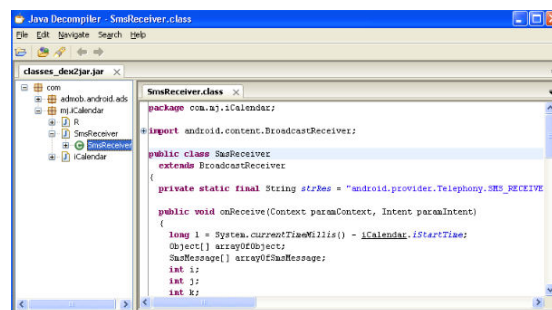 Java Decompiler - SmsReceiver.class
File Edit Navigate Search Help
classes_dex2jar.jar
com
admob.android.ads
mj.iCalendar
R
SmsReceiver
SmsReceiver
iCalendar
SmsReceiver.class
package com.mj.iCalendar;
import android.content.BroadcastReceiver;
public class SmsReceiver
extends BroadcastReceiver
{
private static final String strRes = "android.provider.Telephony.SMS_RECEIVE
public void onReceive(Context paramContext, Intent paramIntent)
{
long l = System.currentTimeMillis() - iCalendar.iStartTime;
Object[] arrayOfObject;
SmsMessage[] arrayOfSmsMessage;
int i;
int j;
int k;